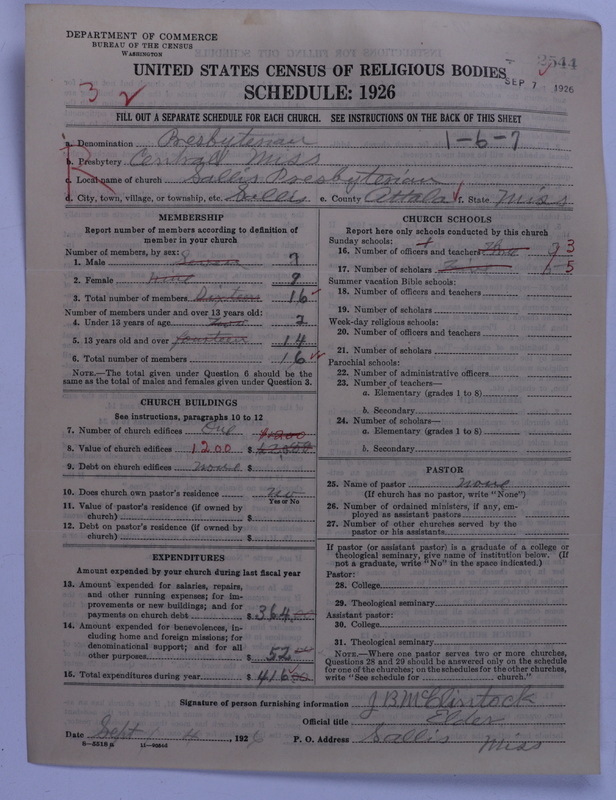 DEPARTMENT OF COMMERCE
BUREAU OF THE CENSUS
WASHINGTON
2544
SEP 7 1926
UNITED STATES CENSUS OF RELIGIOUS BODIES
SCHEDULE: 1926
3
FILL OUT A SEPARATE SCHEDULE FOR EACH CHURCH. SEE INSTRUCTIONS ON THE BACK OF THIS SHEET
a. Denomination Presbyterian 1-6-7
b. Presbytery Central Miss
c. Local name of church Sallis Presbyterian
d. City, town, village, or township, etc. Sallis e. County Attala f. State Miss
MEMBERSHIP
Report number of members according to definition of
member in your church
Number of members, by sex:
1. Male Seven 7
2. Female Nine 9
3. Total number of members Sixteen 16
Number of members under and over 13 years old:
4. Under 13 years of age Two 2
5. 13 years old and over fourteen 14
6. Total number of members 16
NOTE.—The total given under Question 6 should be the
same as the total of males and females given under Question 3.
CHURCH BUILDINGS
See instructions, paragraphs 10 to 12
7. Number of church edifices One
8. Value of church edifices 1200 $
9. Debt on church edifices none $
10. Does church own pastor's residence no
Yes or No
11. Value of pastor's residence (if owned by
church) $
12. Debt on pastor's residence (if owned by
church) $
EXPENDITURES
Amount expended by your church during last fiscal year
13. Amount expended for salaries, repairs,
and other running expenses; for im-
provements or new buildings; and for
payments on church debt $ 364.00
14. Amount expended for benevolences, in-
cluding home and foreign missions; for
denominational support; and for all
other purposes $ 52
15. Total expenditures during year $ 416 00
CHURCH SCHOOLS
Report here only schools conducted by this church
Sunday schools:
16. Number of officers and teachers Three 3
17. Number of scholars 5
Summer vacation Bible schools:
18. Number of officers and teachers
19. Number of scholars
Week-day religious schools:
20. Number of officers and teachers
21. Number of scholars
Parochial schools:
22. Number of administrative officers
23. Number of teachers—
a. Elementary (grades 1 to 8)
b. Secondary
24. Number of scholars—
a. Elementary (grades 1 to 8)
b. Secondary
PASTOR
25. Name of pastor none
(If church has no pastor, write "None")
26. Number of ordained ministers, if any, em-
ployed as assistant pastors
27. Number of other churches served by the
pastor or his assistants
If pastor (or assistant pastor) is a graduate of a college or
theological seminary, give name of institution below. (If
not a graduate, write "No" in the space indicated.)
Pastor:
28. College
29. Theological seminary
Assistant pastor:
30. College
31. Theological seminary
NOTE.—Where one pastor serves two or more churches,
Questions 28 and 29 should be answered only on the schedule
for one of the churches; on the schedules for the other churches,
write "See schedule for church."
Signature of person furnishing information J B McClintock
Official title Elder
Date Sept 4, 1926 P. O. Address Sallis Miss
8—5518a 11—9254d